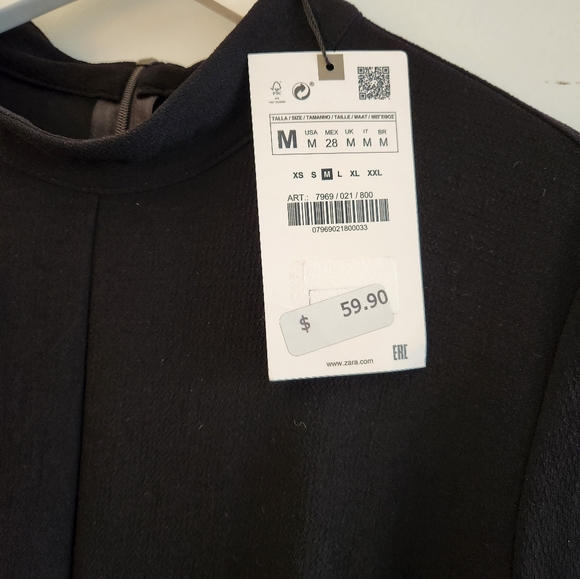 FSC
TALLA / SIZE / TAMANHO / TAILLE / MAAT / ΜΕΓΕΘΟΣ
M USA MEX UK IT BR
M 28 M M M
XS S M L XL XXL
ART.: 7969 / 021 / 800
07969021800033
$ 59.90
www.zara.com
EAC